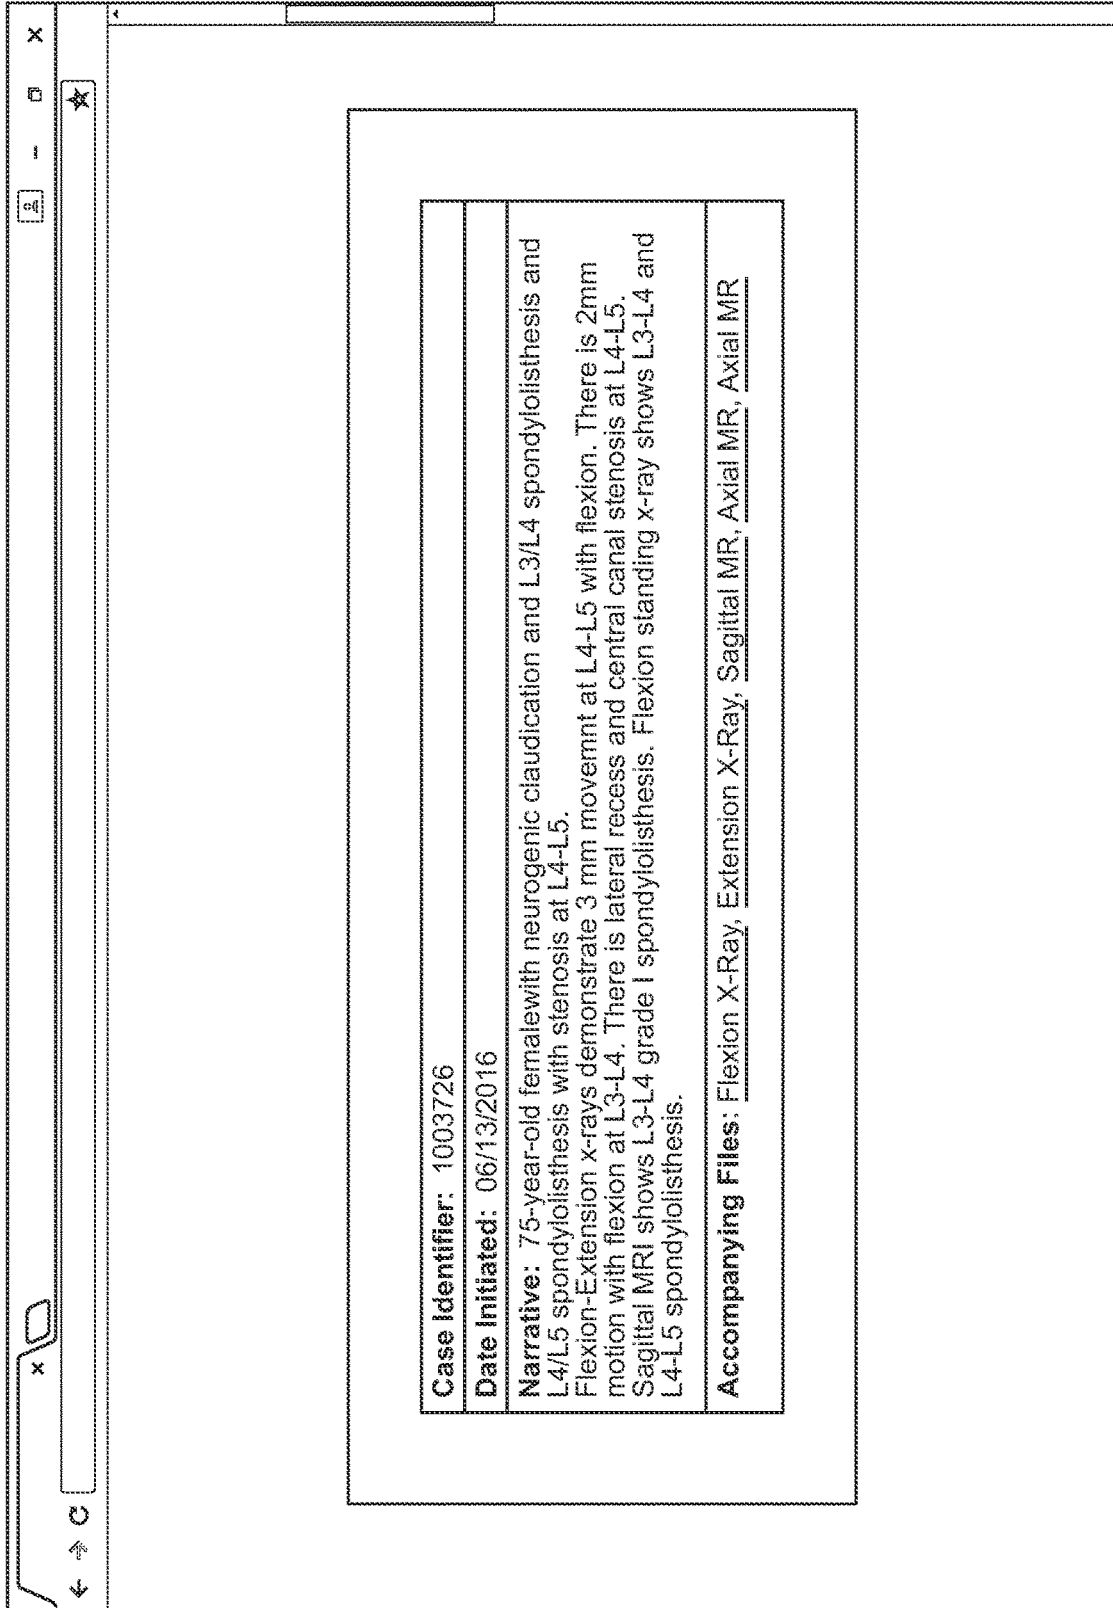 Case Identifier: 1003726
Date Initiated: 06/13/2016
Narrative: 75-year-old femalewith neurogenic claudication and L3/L4 spondylolisthesis and
L4/L5 spondylolisthesis with stenosis at L4-L5.
Flexion-Extension x-rays demonstrate 3 mm movemnt at L4-L5 with flexion. There is 2mm
motion with flexion at L3-L4. There is lateral recess and central canal stenosis at L4-L5.
Sagittal MRI shows L3-L4 grade I spondylolisthesis. Flexion standing x-ray shows L3-L4 and
L4-L5 spondylolisthesis.
Accompanying Files: Flexion X-Ray, Extension X-Ray, Sagittal MR, Axial MR, Axial MR